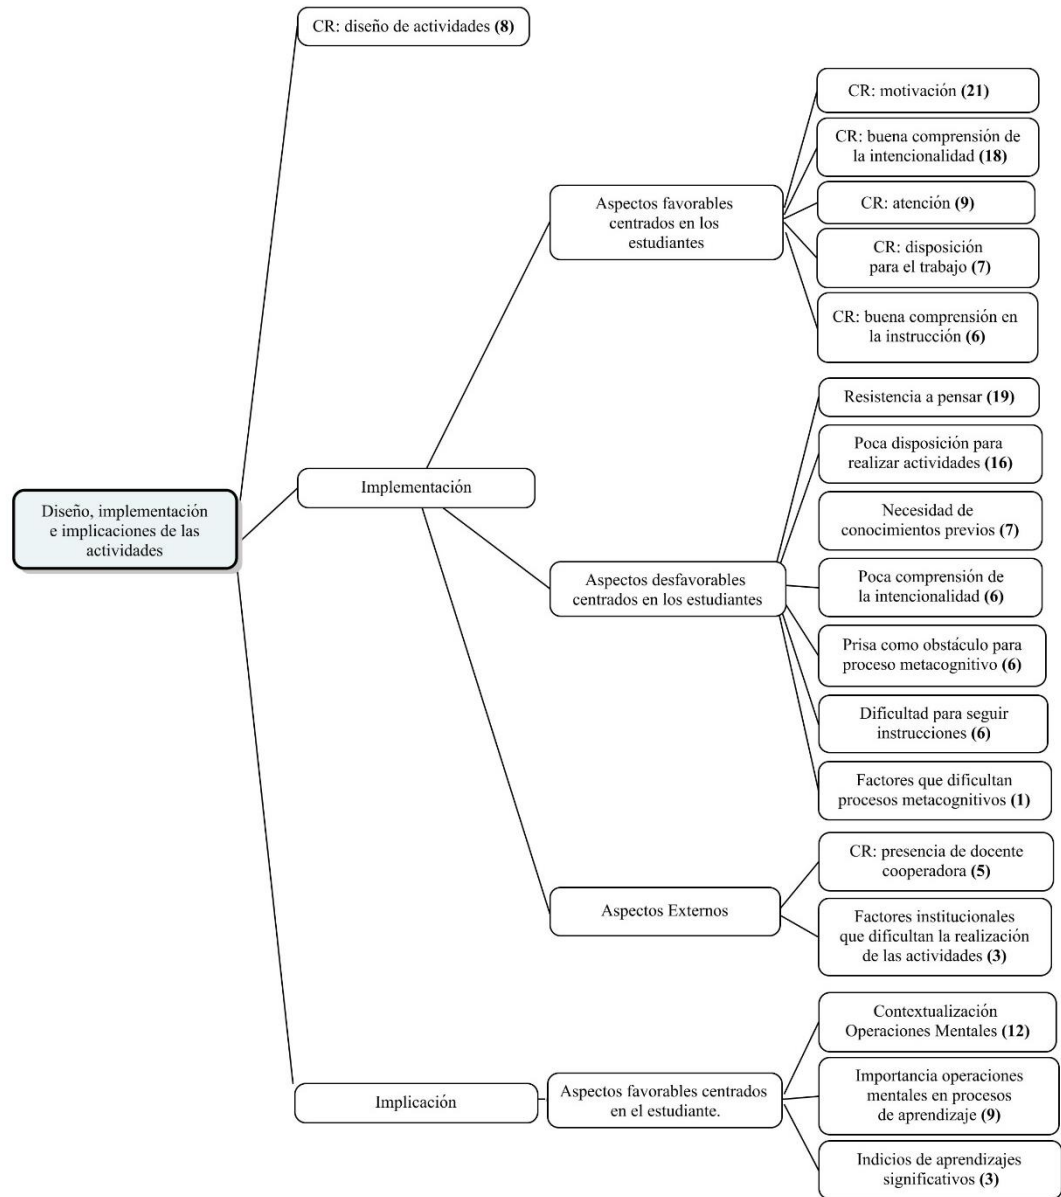 CR: diseño de actividades (8)
CR: motivación (21)
CR: buena comprensión de
la intencionalidad (18)
Aspectos favorables
centrados en los
estudiantes
CR: atención (9)
CR: disposición
para el trabajo (7)
CR: buena comprensión en
la instrucción (6)
Resistencia a pensar (19)
Poca disposición para
realizar actividades (16)
Implementación
Diseño, implementación
e implicaciones de las
actividades
Necesidad de
conocimientos previos (7)
Aspectos desfavorables
centrados en los estudiantes
Poca comprensión de
la intencionalidad (6)
Prisa como obstáculo para
proceso metacognitivo (6)
Dificultad para seguir
instrucciones (6)
Factores que dificultan
procesos metacognitivos (1)
CR: presencia de docente
cooperadora (5)
Aspectos Externos
Factores institucionales
que dificultan la realización
de las actividades (3)
Contextualización
Operaciones Mentales (12)
Implicación
Aspectos favorables centrados
en el estudiante.
Importancia operaciones
mentales en procesos
de aprendizaje (9)
Indicios de aprendizajes
significativos (3)